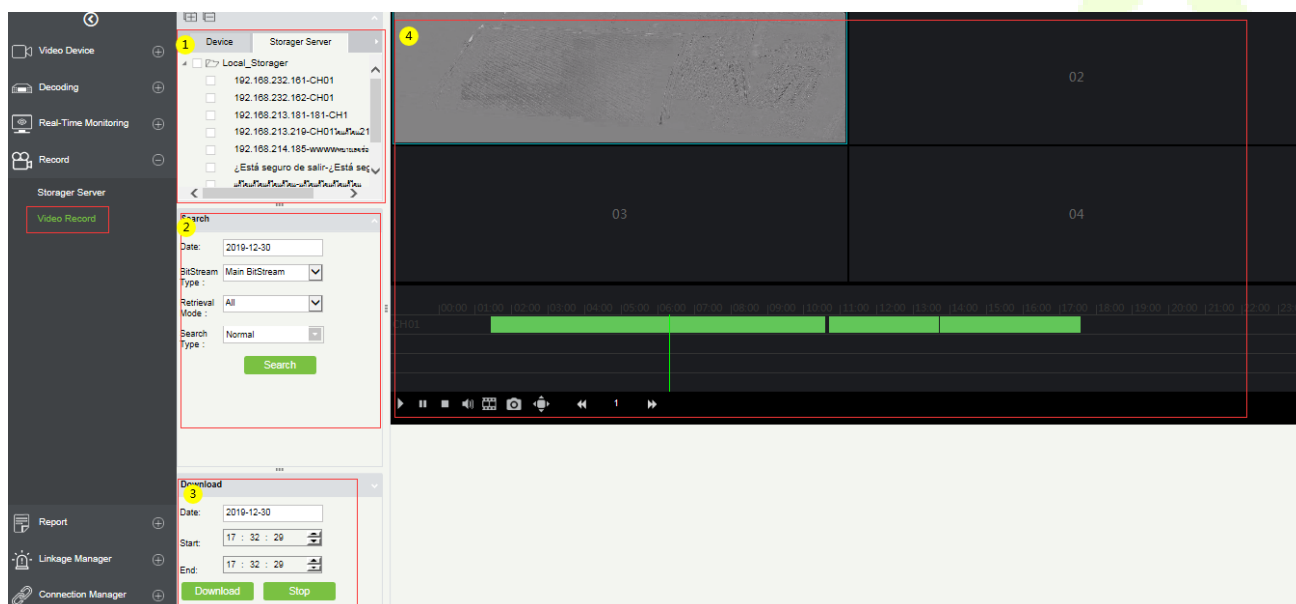 Video Device
Decoding
Real-Time Monitoring
Record
Storager Server
Video Record
Report
Linkage Manager
Connection Manager
1
Device
Storager Server
Local_Storager
192.168.232.161-CH01
192.168.232.162-CH01
192.168.213.181-181-CH1
192.168.213.219-CH01
192.168.214.185-wwww
¿Está seguro de salir-¿Está seg
2
Search
Date: 2019-12-30
BitStream Type : Main BitStream
Retrieval Mode : All
Search Type : Normal
Search
3
Download
Date: 2019-12-30
Start: 17 : 32 : 29
End: 17 : 32 : 29
Download Stop
4
02
03
04
|00:00 |01:00 |02:00 |03:00 |04:00 |05:00 |06:00 |07:00 |08:00 |09:00 |10:00 |11:00 |12:00 |13:00 |14:00 |15:00 |16:00 |17:00 |18:00 |19:00 |20:00 |21:00 |22:00 |23:
CH01
1